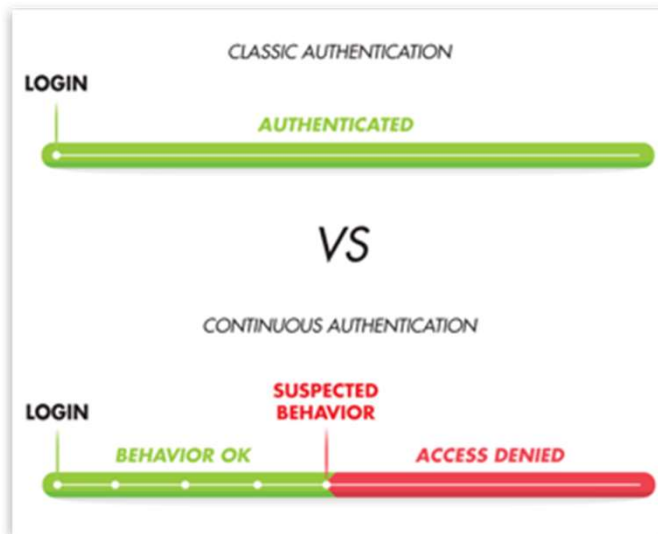 CLASSIC AUTHENTICATION
LOGIN
AUTHENTICATED
VS
CONTINUOUS AUTHENTICATION
SUSPECTED
BEHAVIOR
LOGIN
BEHAVIOR OK
ACCESS DENIED